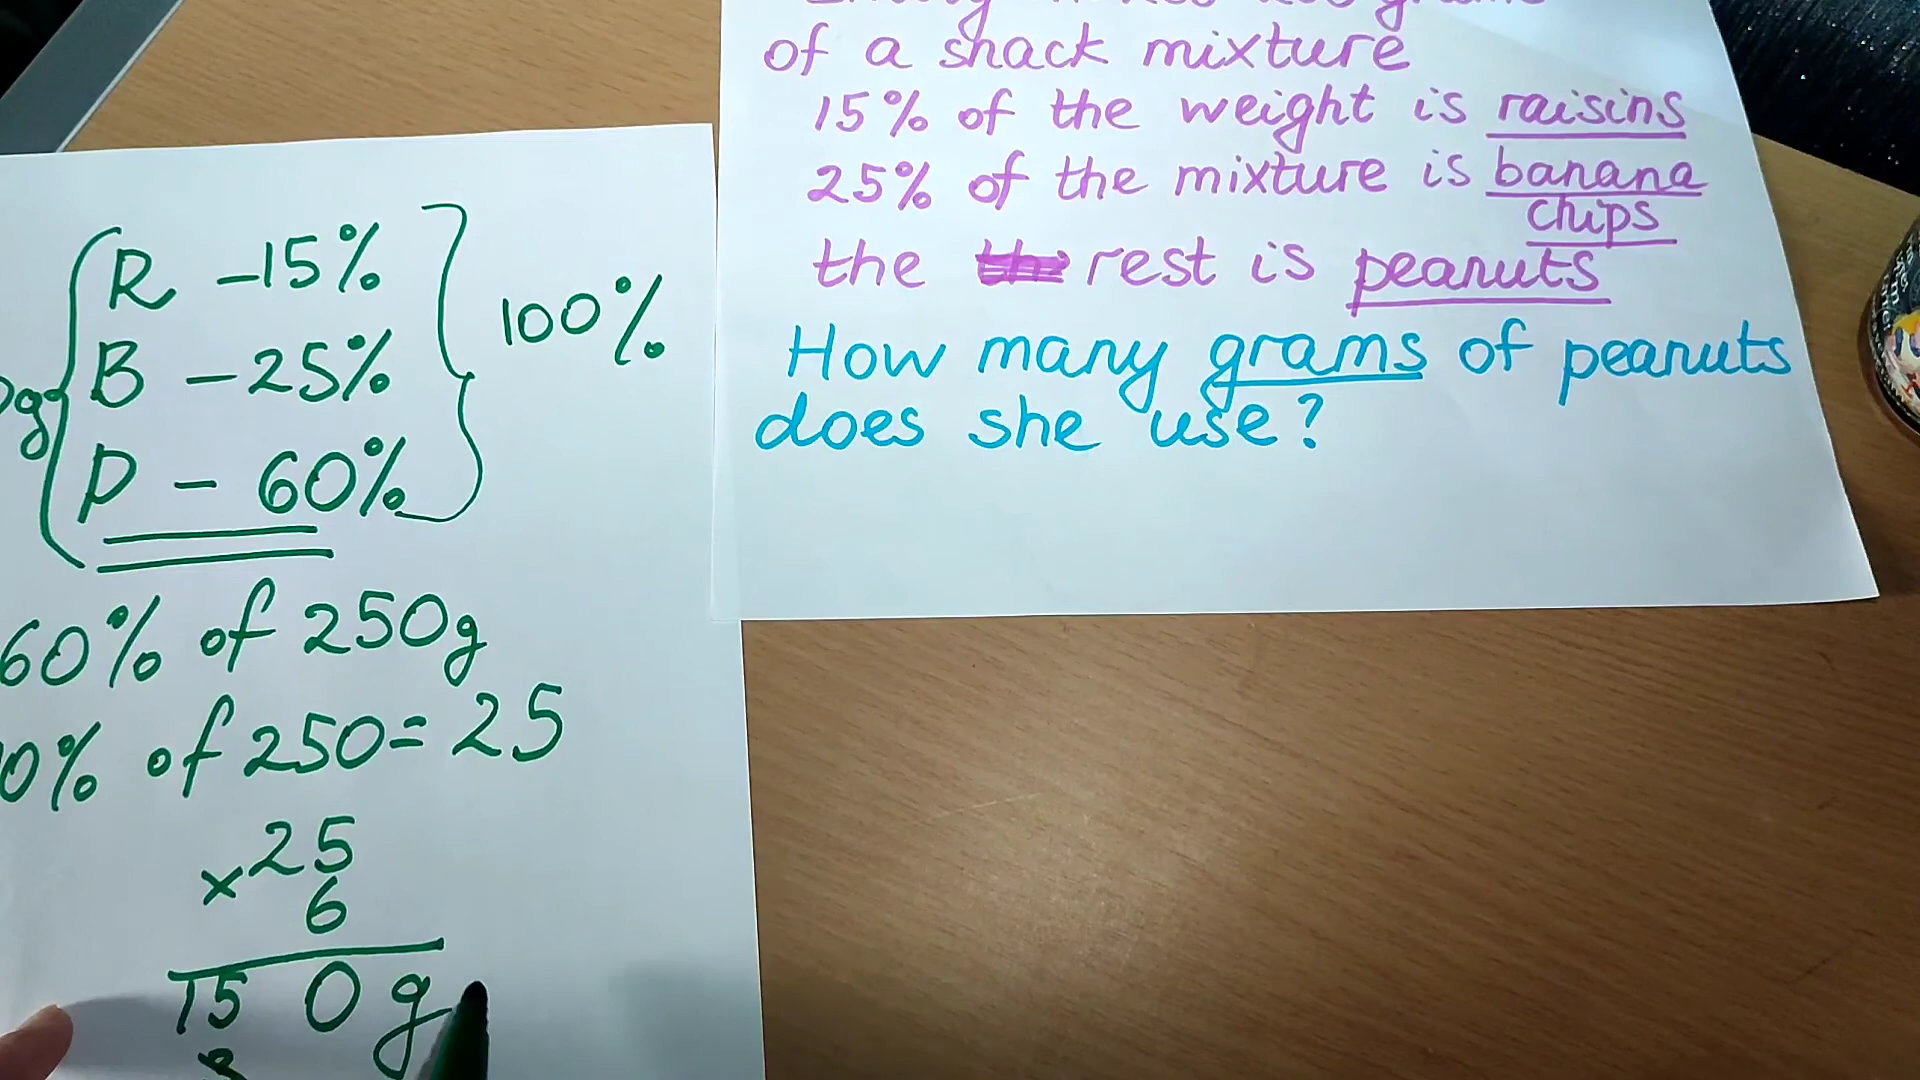 of a snack mixture
15% of the weight is raisins
25% of the mixture is banana
chips
the rest is peanuts
How many grams of peanuts
does she use?
R - 15%
B - 25%
P - 60%
100%
60% of 250g
0% of 250 = 25
25
× 6
150 g